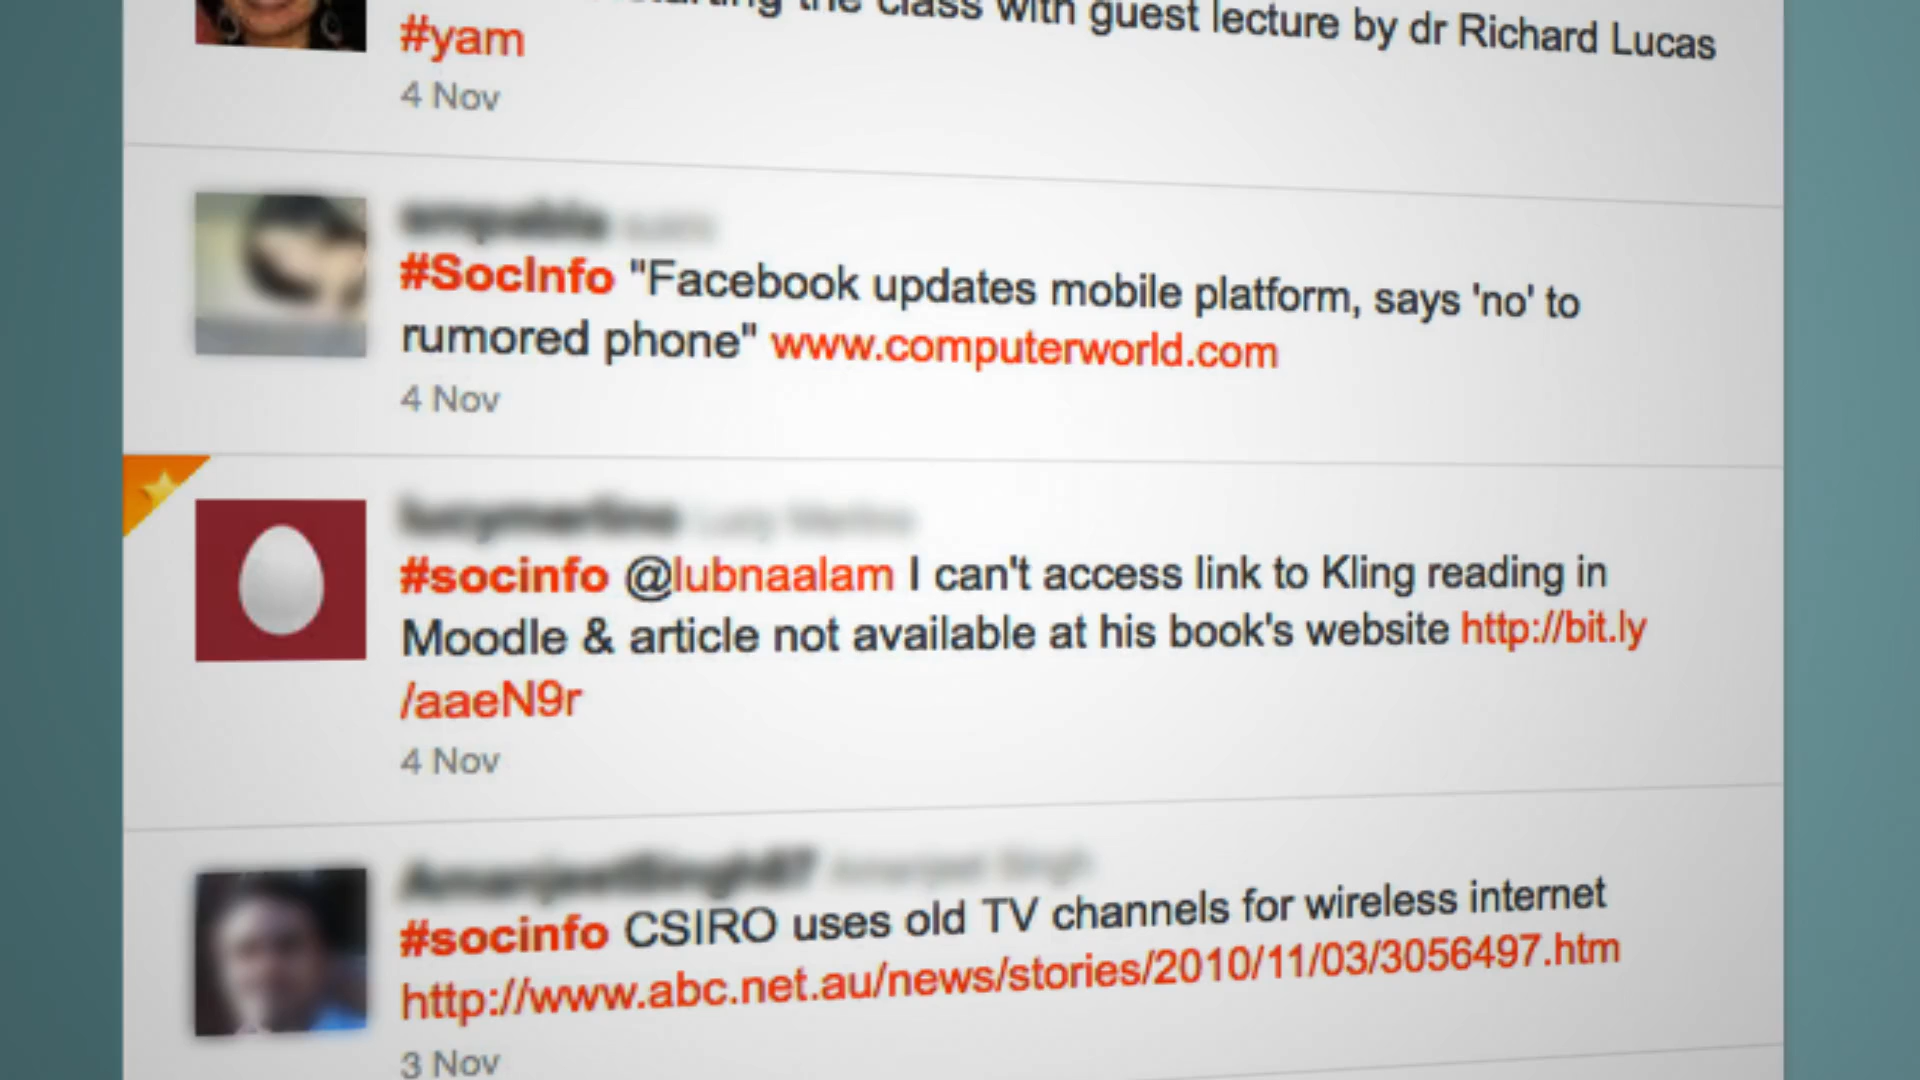 the class with guest lecture by dr Richard Lucas
#yam
4 Nov
#SocInfo "Facebook updates mobile platform, says 'no' to
rumored phone" www.computerworld.com
4 Nov
#socinfo @lubnaalam I can't access link to Kling reading in
Moodle & article not available at his book's website http://bit.ly
/aaeN9r
4 Nov
#socinfo CSIRO uses old TV channels for wireless internet
http://www.abc.net.au/news/stories/2010/11/03/3056497.htm
3 Nov